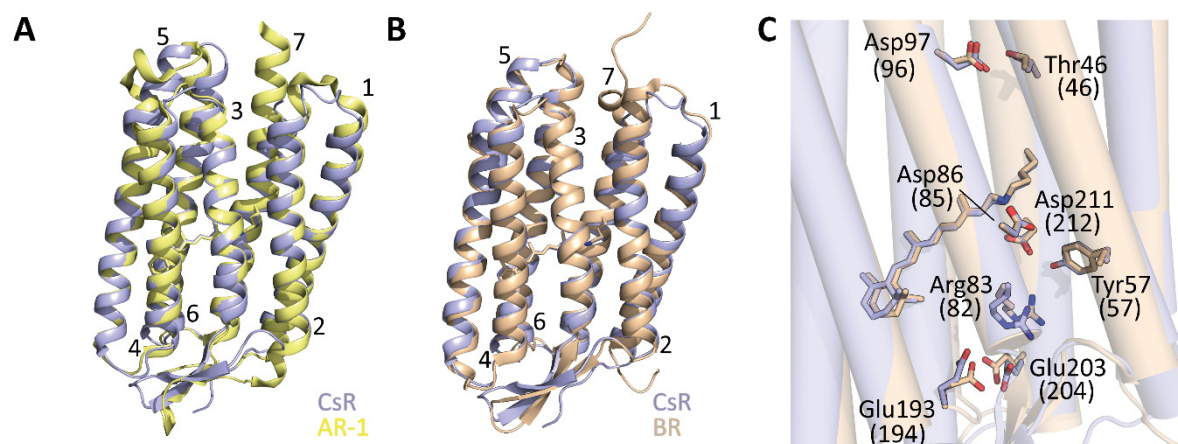 A
5
7
1
3
6
4
2
CsR
AR-1
B
5
7
1
3
6
4
2
CsR
BR
C
Asp97
(96)
Thr46
(46)
Asp86
(85)
Asp211
(212)
Arg83
(82)
Tyr57
(57)
Glu203
(204)
Glu193
(194)